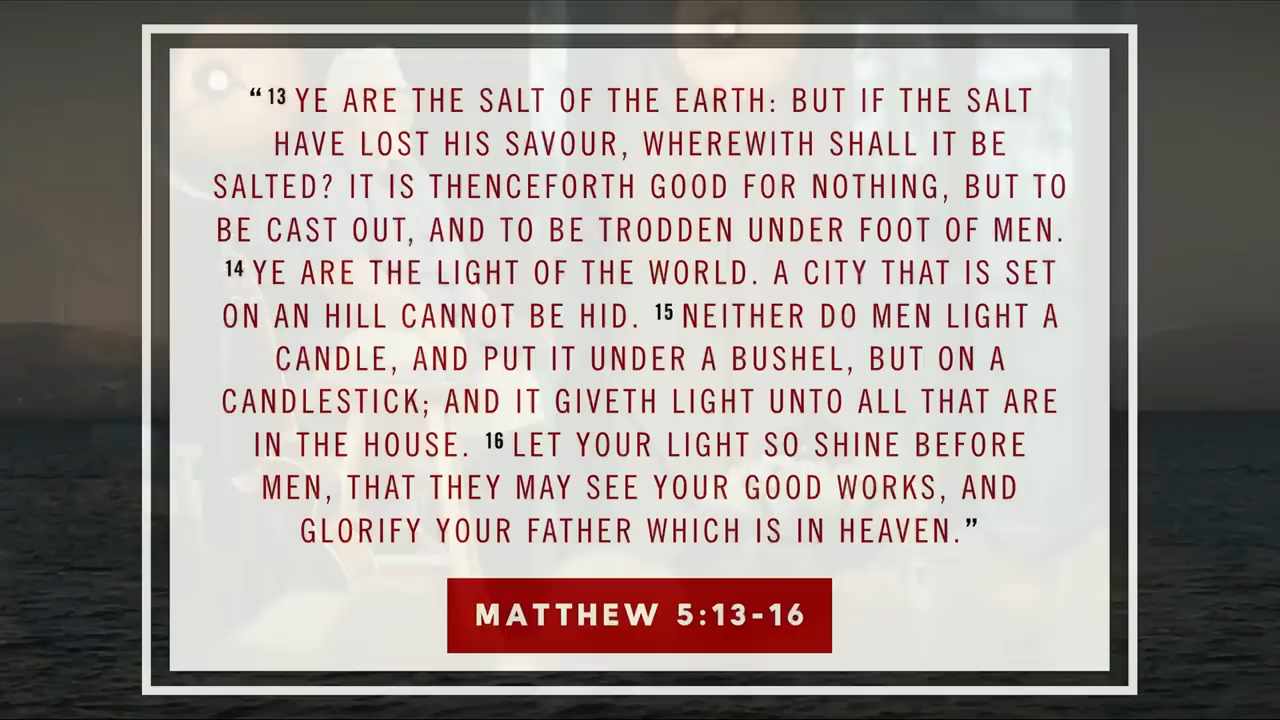 “13 YE ARE THE SALT OF THE EARTH: BUT IF THE SALT
HAVE LOST HIS SAVOUR, WHEREWITH SHALL IT BE
SALTED? IT IS THENCEFORTH GOOD FOR NOTHING, BUT TO
BE CAST OUT, AND TO BE TRODDEN UNDER FOOT OF MEN.
14 YE ARE THE LIGHT OF THE WORLD. A CITY THAT IS SET
ON AN HILL CANNOT BE HID. 15 NEITHER DO MEN LIGHT A
CANDLE, AND PUT IT UNDER A BUSHEL, BUT ON A
CANDLESTICK; AND IT GIVETH LIGHT UNTO ALL THAT ARE
IN THE HOUSE. 16 LET YOUR LIGHT SO SHINE BEFORE
MEN, THAT THEY MAY SEE YOUR GOOD WORKS, AND
GLORIFY YOUR FATHER WHICH IS IN HEAVEN.”
MATTHEW 5:13-16